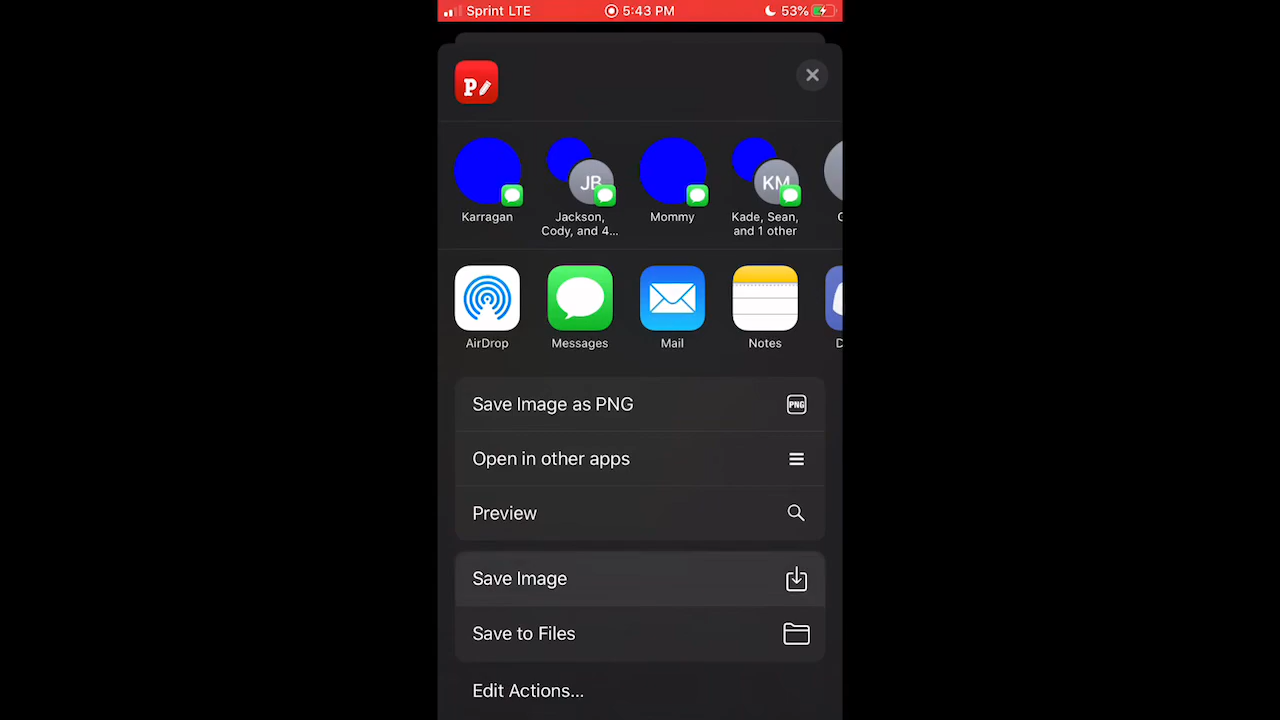 Sprint LTE 5:43 PM 53%
P
JB KM
Karragan Jackson, Mommy Kade, Sean,
Cody, and 4... and 1 other
AirDrop Messages Mail Notes D
Save Image as PNG PNG
Open in other apps
Preview
Save Image
Save to Files
Edit Actions...